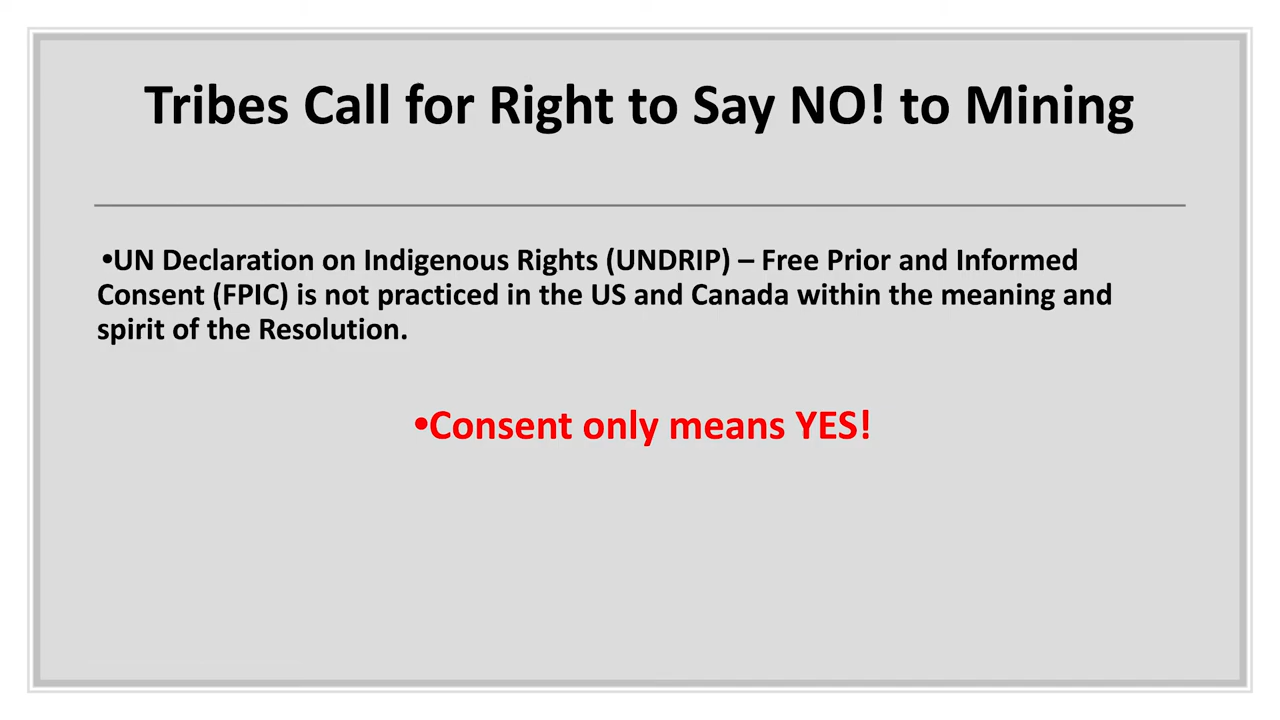 Tribes Call for Right to Say NO! to Mining
•UN Declaration on Indigenous Rights (UNDRIP) – Free Prior and Informed
Consent (FPIC) is not practiced in the US and Canada within the meaning and
spirit of the Resolution.
•Consent only means YES!